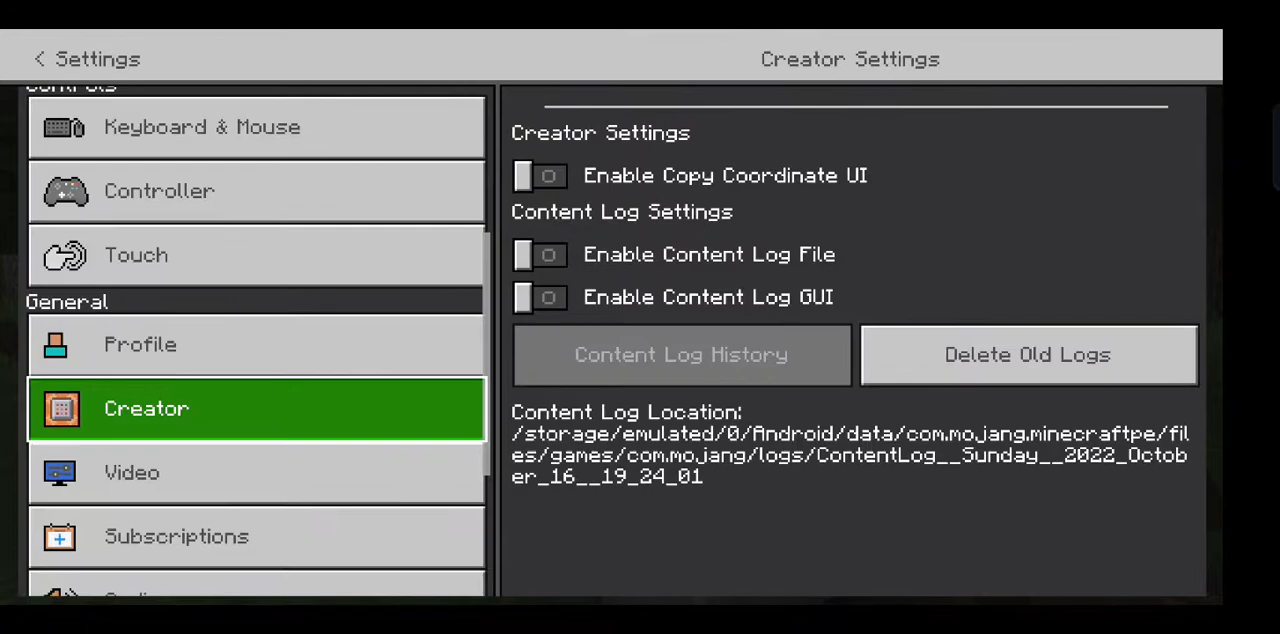 < Settings
Creator Settings
Controls
Keyboard & Mouse
Controller
Touch
General
Profile
Creator
Video
Subscriptions
Creator Settings
Enable Copy Coordinate UI
Content Log Settings
Enable Content Log File
Enable Content Log GUI
Content Log History
Delete Old Logs
Content Log Location:
/storage/emulated/0/Android/data/com.mojang.minecraftpe/fil
es/games/com.mojang/logs/ContentLog__Sunday__2022_Octob
er_16__19_24_01